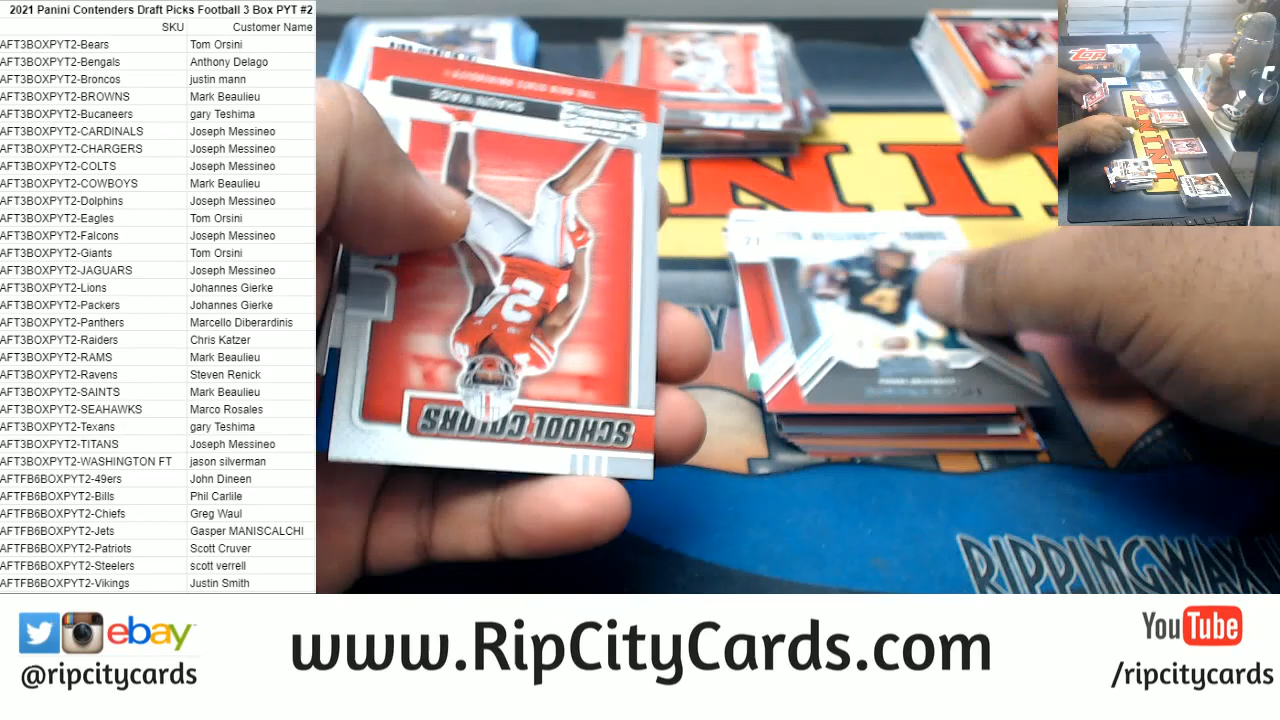 2021 Panini Contenders Draft Picks Football 3 Box PYT #2
SKU Customer Name
AFT3BOXPYT2-Bears Tom Orsini
AFT3BOXPYT2-Bengals Anthony Delago
AFT3BOXPYT2-Broncos justin mann
AFT3BOXPYT2-BROWNS Mark Beaulieu
AFT3BOXPYT2-Bucaneers gary Teshima
AFT3BOXPYT2-CARDINALS Joseph Messineo
AFT3BOXPYT2-CHARGERS Joseph Messineo
AFT3BOXPYT2-COLTS Joseph Messineo
AFT3BOXPYT2-COWBOYS Mark Beaulieu
AFT3BOXPYT2-Dolphins Joseph Messineo
AFT3BOXPYT2-Eagles Tom Orsini
AFT3BOXPYT2-Falcons Joseph Messineo
AFT3BOXPYT2-Giants Tom Orsini
AFT3BOXPYT2-JAGUARS Joseph Messineo
AFT3BOXPYT2-Lions Johannes Gierke
AFT3BOXPYT2-Packers Johannes Gierke
AFT3BOXPYT2-Panthers Marcello Diberardinis
AFT3BOXPYT2-Raiders Chris Katzer
AFT3BOXPYT2-RAMS Mark Beaulieu
AFT3BOXPYT2-Ravens Steven Renick
AFT3BOXPYT2-SAINTS Mark Beaulieu
AFT3BOXPYT2-SEAHAWKS Marco Rosales
AFT3BOXPYT2-Texans gary Teshima
AFT3BOXPYT2-TITANS Joseph Messineo
AFT3BOXPYT2-WASHINGTON FT jason silverman
AFTFB6BOXPYT2-49ers John Dineen
AFTFB6BOXPYT2-Bills Phil Carlile
AFTFB6BOXPYT2-Chiefs Greg Waul
AFTFB6BOXPYT2-Jets Gasper MANISCALCHI
AFTFB6BOXPYT2-Patriots Scott Cruver
AFTFB6BOXPYT2-Steelers scott verrell
AFTFB6BOXPYT2-Vikings Justin Smith
SHAUN WADE
2
SCHOOL COLORS
4
TOPPS
PANINI
RIPPINGWAX
ebay
@ripcitycards
www.RipCityCards.com
YouTube
/ripcitycards